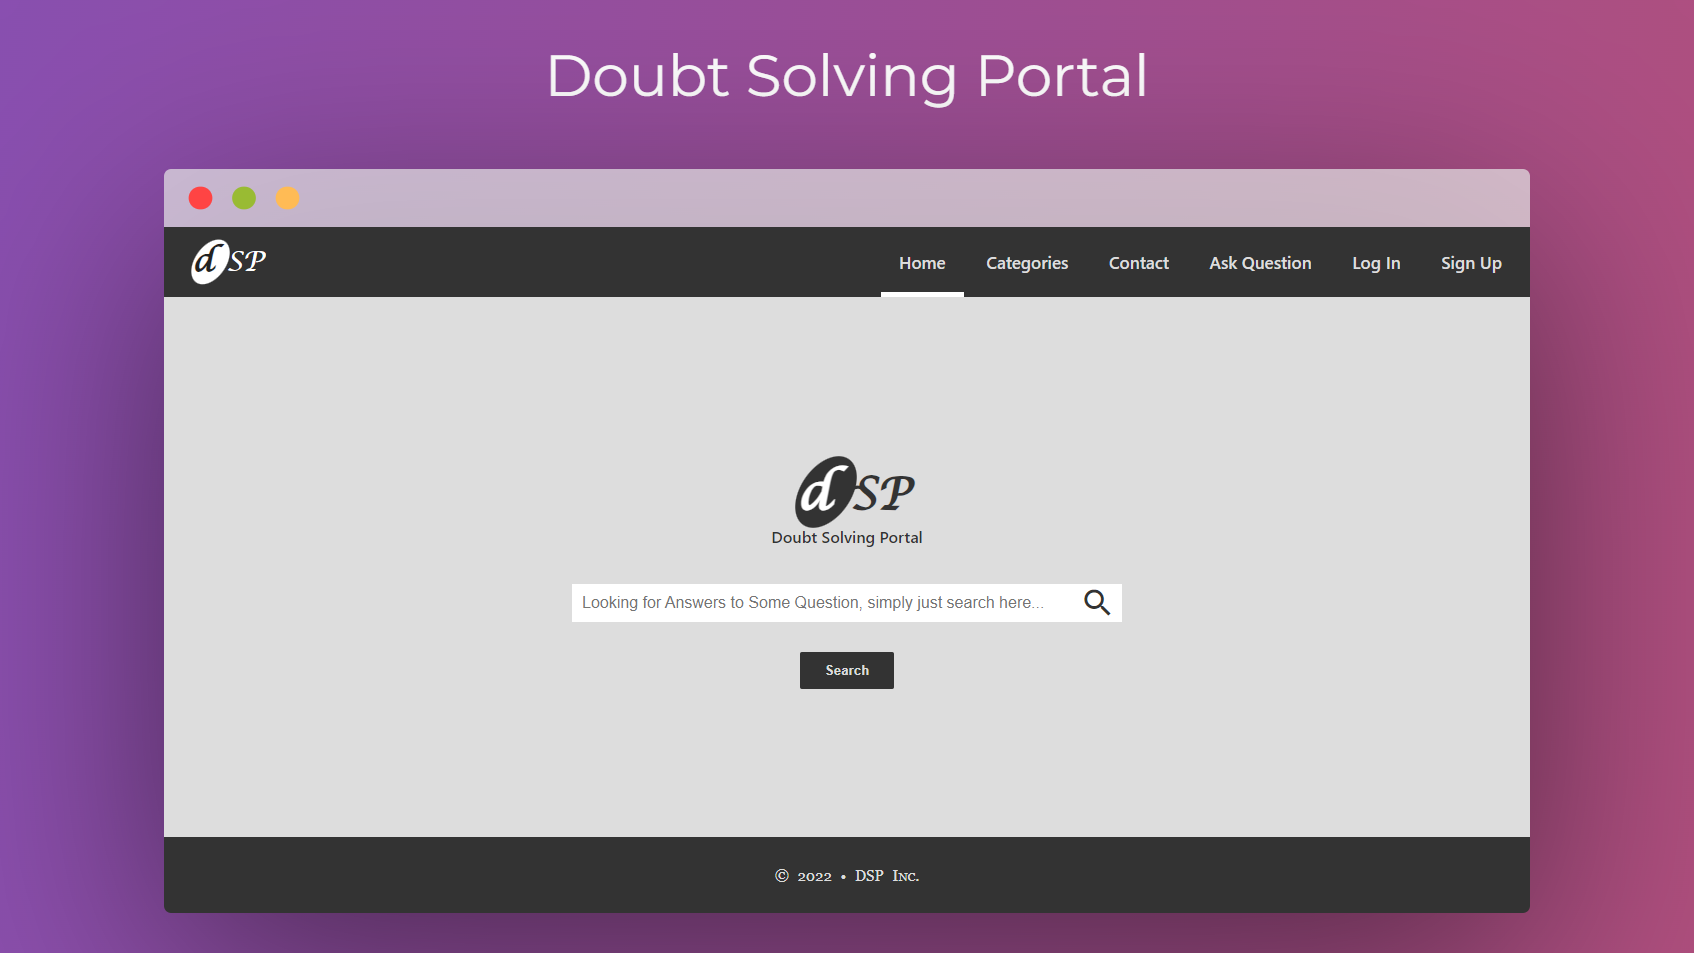 Doubt Solving Portal
dSP
Home Categories Contact Ask Question Log In Sign Up
dSP
Doubt Solving Portal
Looking for Answers to Some Question, simply just search here...
Search
© 2022 • DSP Inc.